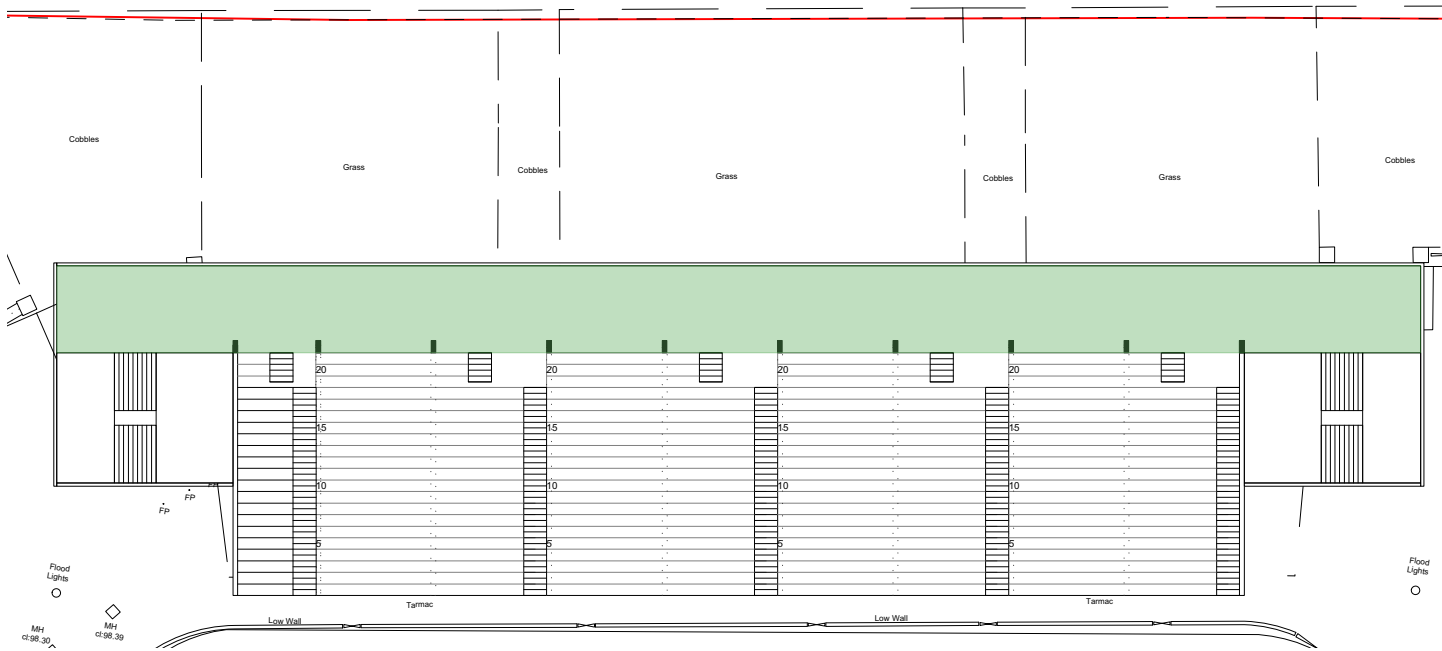 Cobbles
Grass
Cobbles
Grass
Cobbles
Grass
Cobbles
20
20
20
20
15
15
15
15
10
10
10
10
5
5
5
5
FP
FP
FP
Flood
Lights
Flood
Lights
MH
cl:98.30
MH
cl:98.39
Tarmac
Tarmac
Low Wall
Low Wall